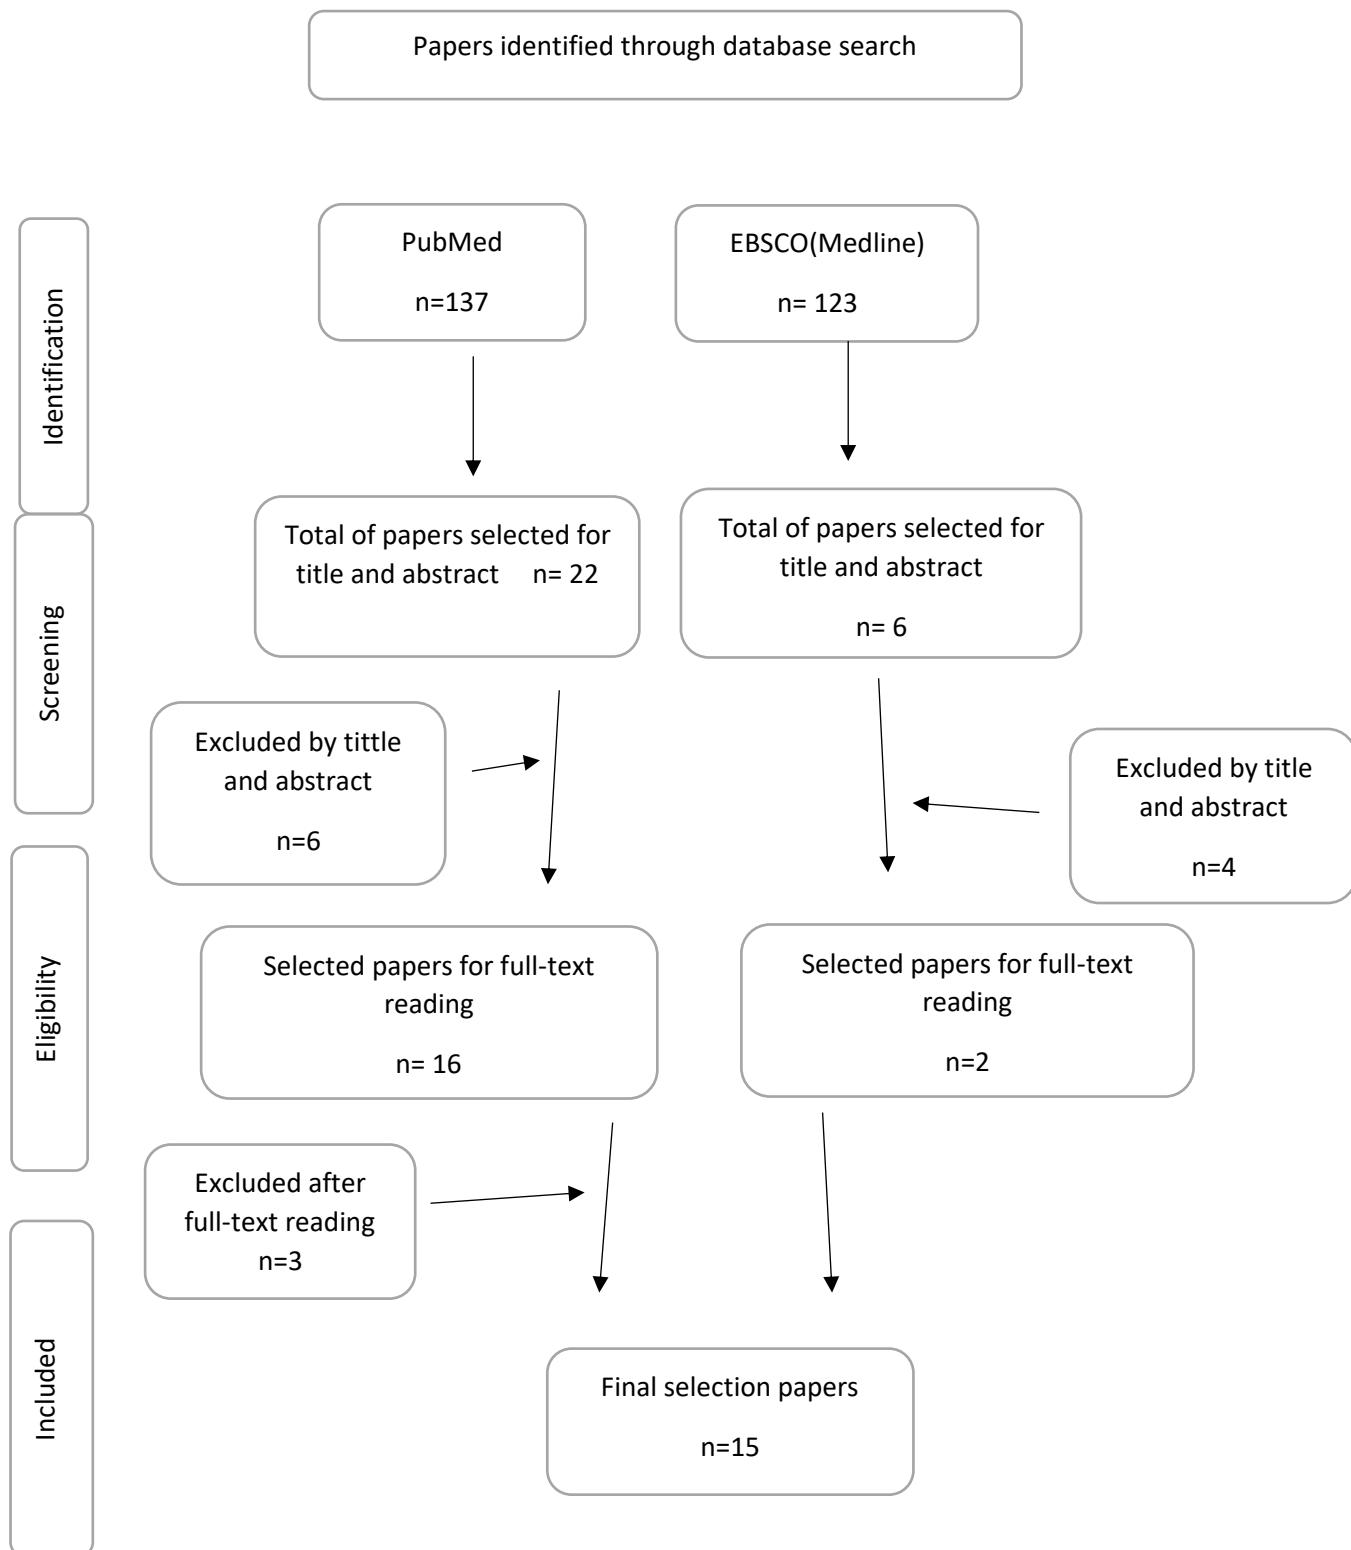 Papers identified through database search
Identification
PubMed
n=137
EBSCO(Medline)
n= 123
Screening
Total of papers selected for
title and abstract n= 22
Total of papers selected for
title and abstract
n= 6
Excluded by tittle
and abstract
n=6
Excluded by title
and abstract
n=4
Eligibility
Selected papers for full-text
reading
n= 16
Selected papers for full-text
reading
n=2
Excluded after
full-text reading
n=3
Included
Final selection papers
n=15